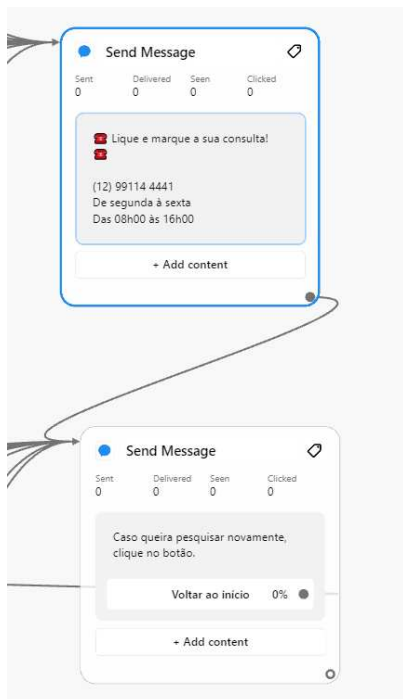 Send Message
Sent Delivered Seen Clicked
0 0 0 0
☎️ Lique e marque a sua consulta!
☎️
(12) 99114 4441
De segunda à sexta
Das 08h00 às 16h00
+ Add content
Send Message
Sent Delivered Seen Clicked
0 0 0 0
Caso queira pesquisar novamente,
clique no botão.
Voltar ao início 0%
+ Add content